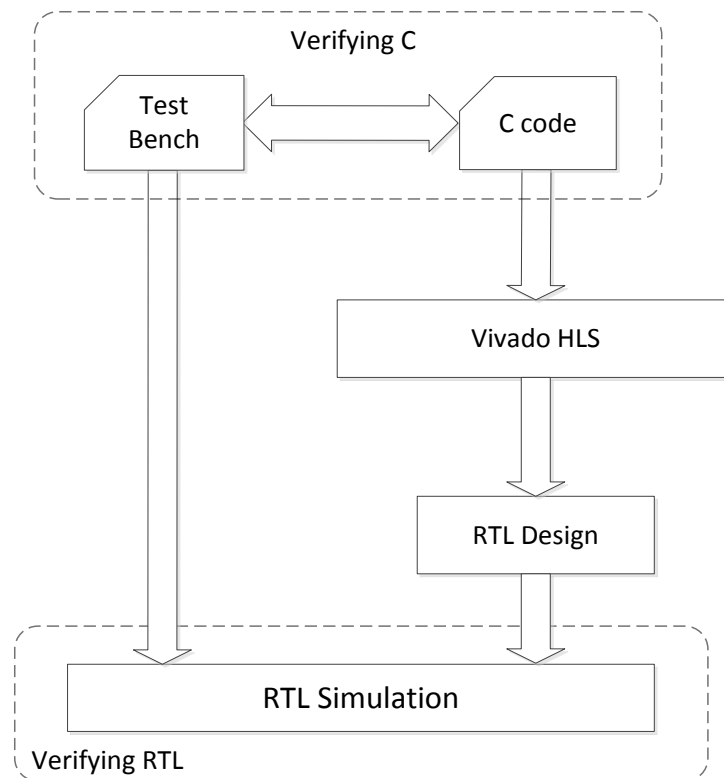 Verifying C
Test
Bench
C code
Vivado HLS
RTL Design
RTL Simulation
Verifying RTL